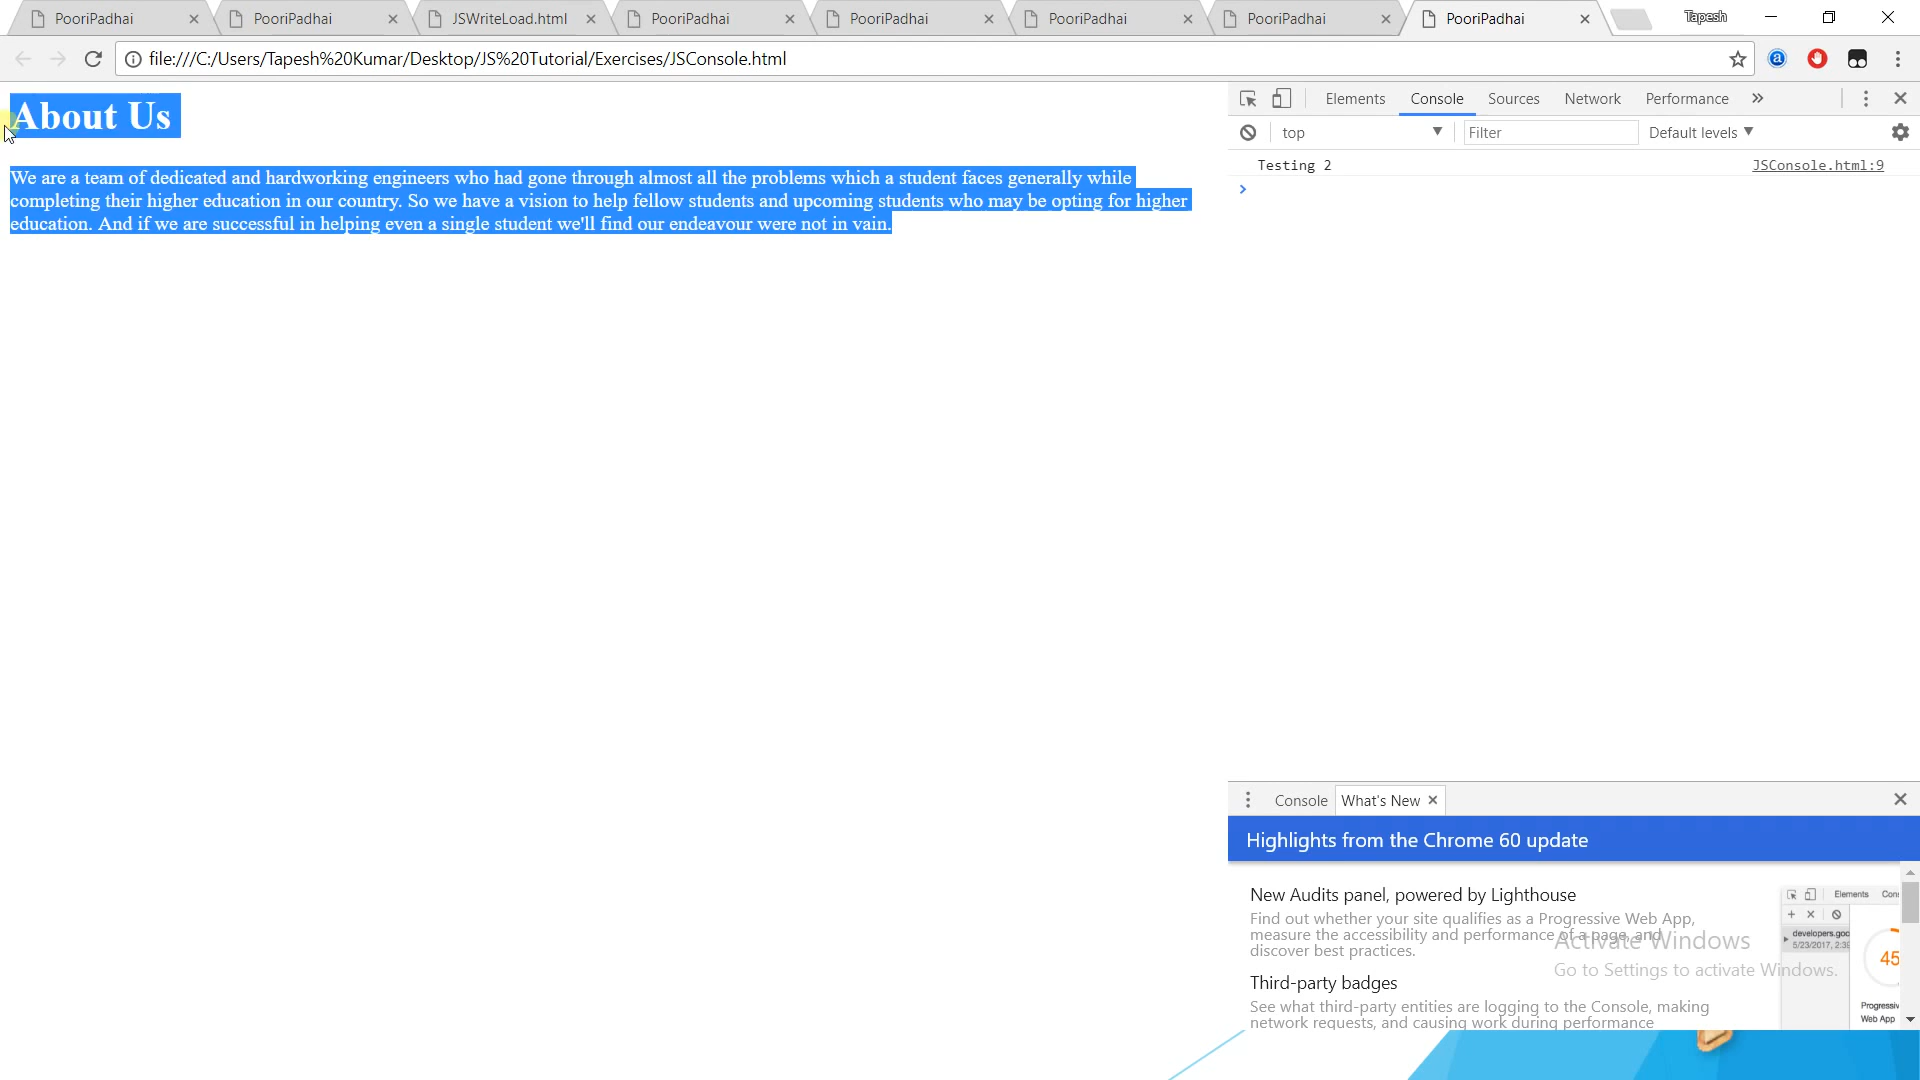 PooriPadhai
PooriPadhai
JSWriteLoad.html
PooriPadhai
PooriPadhai
PooriPadhai
PooriPadhai
PooriPadhai
Tapesh
file:///C:/Users/Tapesh%20Kumar/Desktop/JS%20Tutorial/Exercises/JSConsole.html
About Us
We are a team of dedicated and hardworking engineers who had gone through almost all the problems which a student faces generally while
completing their higher education in our country. So we have a vision to help fellow students and upcoming students who may be opting for higher
education. And if we are successful in helping even a single student we'll find our endeavour were not in vain.
Elements Console Sources Network Performance »
top Filter Default levels
Testing 2 JSConsole.html:9
Console What's New
Highlights from the Chrome 60 update
New Audits panel, powered by Lighthouse
Find out whether your site qualifies as a Progressive Web App,
measure the accessibility and performance of a page, and
discover best practices.
Third-party badges
See what third-party entities are logging to the Console, making
network requests, and causing work during performance
Elements
5/23/2017,
45
Web App
Activate Windows
Go to Settings to activate Windows.